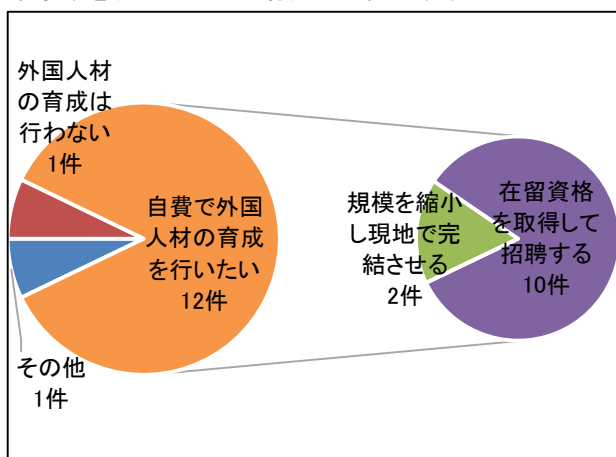 外国人材
の育成は
行わない
1件
自費で外国
人材の育成
を行いたい
12件
その他
1件
規模を縮小
し現地で完
結させる
2件
在留資格
を取得して
招聘する
10件